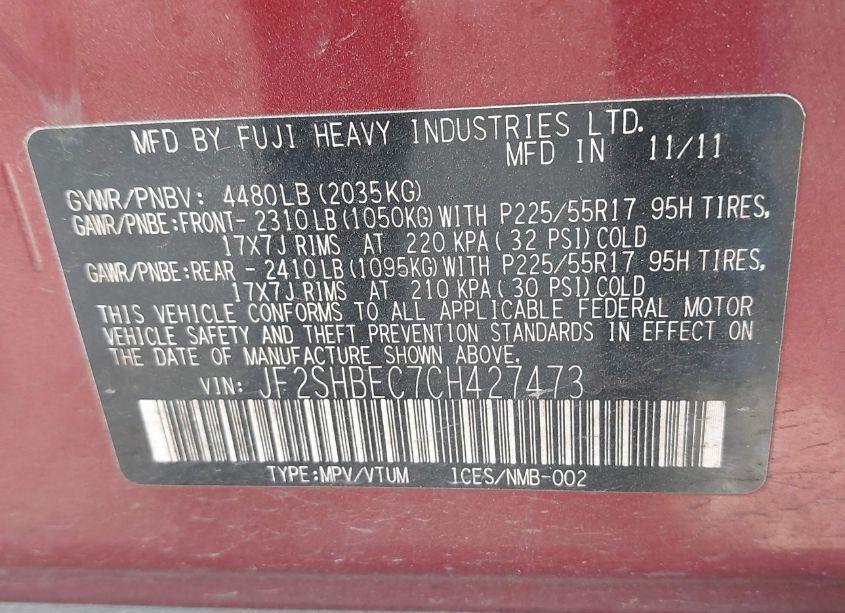 MFD BY FUJI HEAVY INDUSTRIES LTD.
MFD IN 11/11
GVWR/PNBV: 4480LB (2035KG)
GAWR/PNBE:FRONT- 2310LB (1050KG) WITH P225/55R17 95H TIRES,
17X7J RIMS AT 220 KPA ( 32 PSI) COLD
GAWR/PNBE:REAR - 2410LB (1095KG) WITH P225/55R17 95H TIRES,
17X7J RIMS AT 210 KPA ( 30 PSI) COLD
THIS VEHICLE CONFORMS TO ALL APPLICABLE FEDERAL MOTOR
VEHICLE SAFETY AND THEFT PREVENTION STANDARDS IN EFFECT ON
THE DATE OF MANUFACTURE SHOWN ABOVE.
VIN: JF2SHBEC7CH427473
TYPE:MPV/VTUM ICES/NMB-002